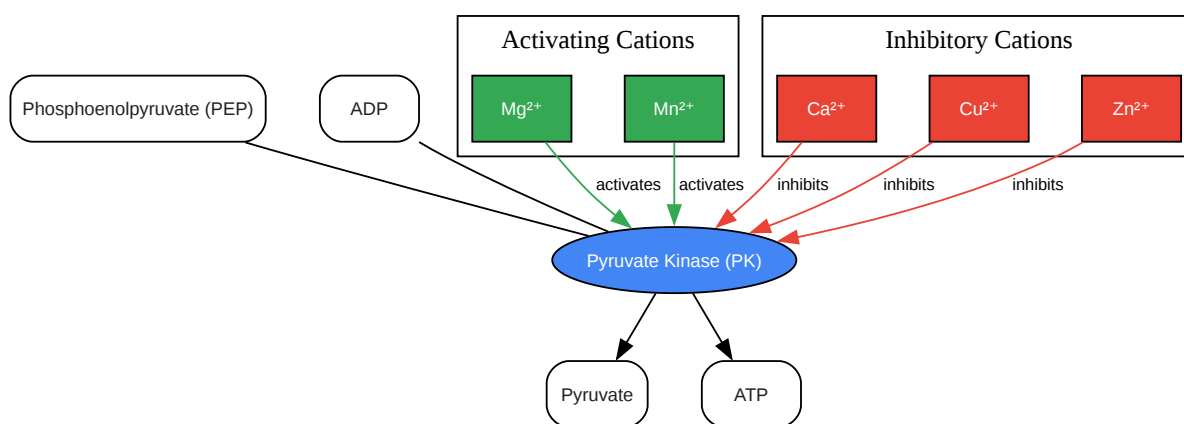 Activating Cations
Inhibitory Cations
Phosphoenolpyruvate (PEP)
ADP
Mg²⁺
Mn²⁺
Ca²⁺
Cu²⁺
Zn²⁺
activates
activates
inhibits
inhibits
inhibits
Pyruvate Kinase (PK)
Pyruvate
ATP